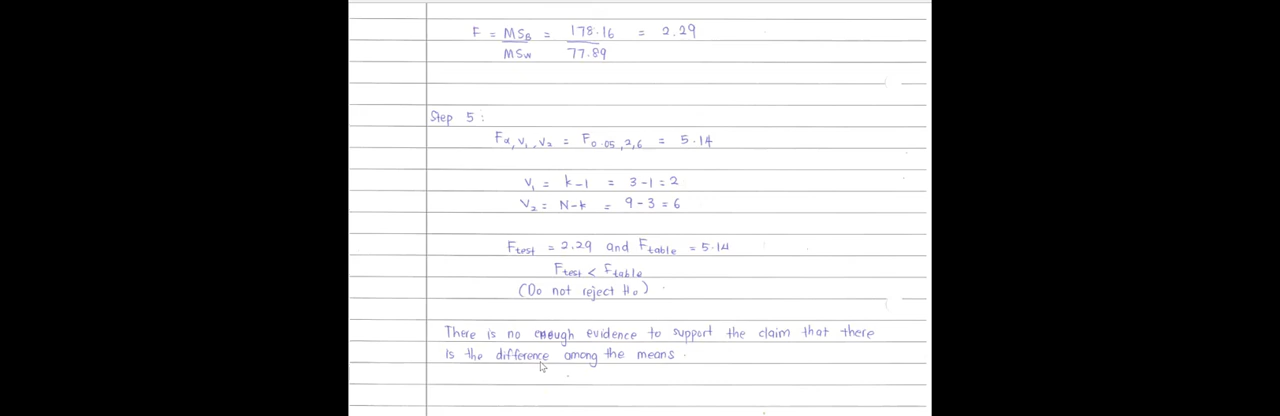 F = MSB = 178.16 = 2.29
MSW 77.89
Step 5 :
Fα, V1, V2 = F0.05, 2, 6 = 5.14
V1 = k-1 = 3-1 = 2
V2 = N-k = 9-3 = 6
Ftest = 2.29 and Ftable = 5.14
Ftest < Ftable
(Do not reject Ho) .
There is no enough evidence to support the claim that there
is the difference among the means .